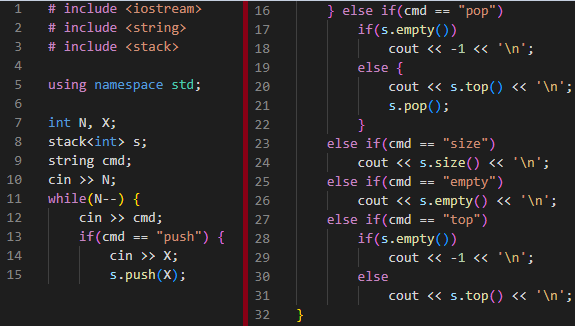 1 # include <iostream>
2 # include <string>
3 # include <stack>
4
5 using namespace std;
6
7 int N, X;
8 stack<int> s;
9 string cmd;
10 cin >> N;
11 while(N--) {
12     cin >> cmd;
13     if(cmd == "push") {
14         cin >> X;
15         s.push(X);
16     } else if(cmd == "pop")
17         if(s.empty())
18             cout << -1 << '\n';
19         else {
20             cout << s.top() << '\n';
21             s.pop();
22         }
23     else if(cmd == "size")
24         cout << s.size() << '\n';
25     else if(cmd == "empty")
26         cout << s.empty() << '\n';
27     else if(cmd == "top")
28         if(s.empty())
29             cout << -1 << '\n';
30         else
31             cout << s.top() << '\n';
32 }